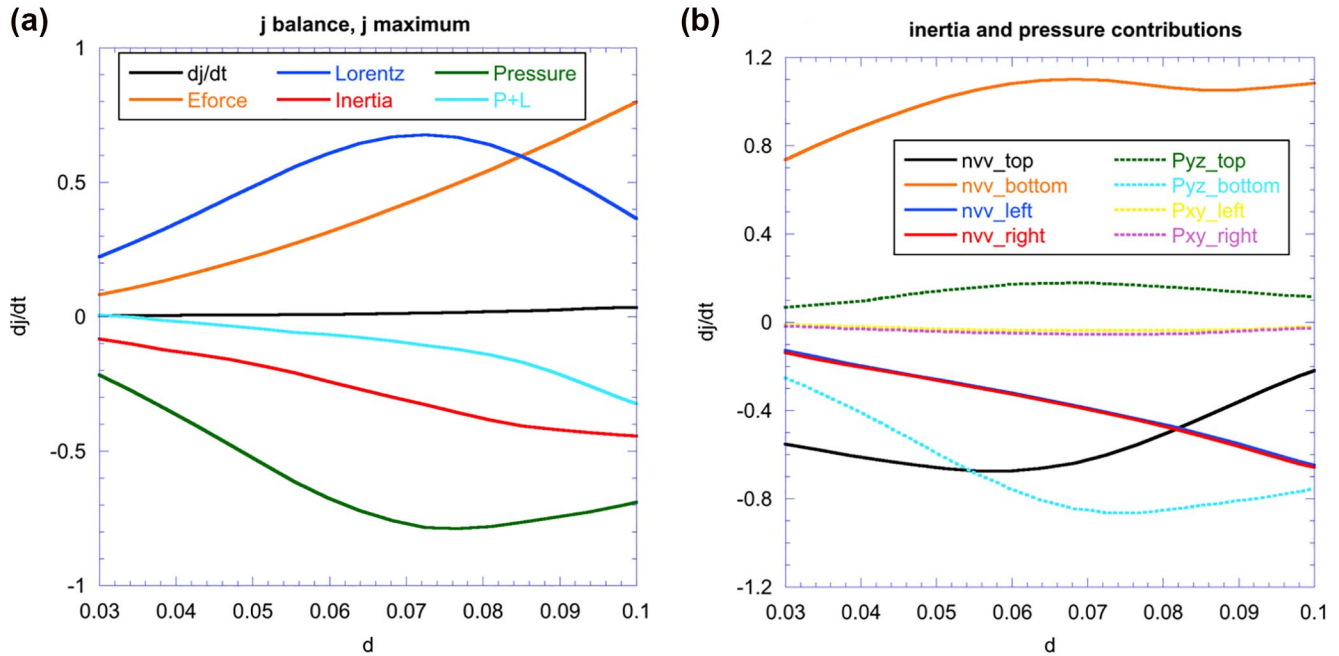 (a)
j balance, j maximum
dj/dt Lorentz Pressure
Eforce Inertia P+L
1
0.5
0
-0.5
-1
dj/dt
0.03 0.04 0.05 0.06 0.07 0.08 0.09 0.1
d
(b)
inertia and pressure contributions
nvv_top Pyz_top
nvv_bottom Pyz_bottom
nvv_left Pxy_left
nvv_right Pxy_right
1.2
0.8
0.4
0
-0.4
-0.8
-1.2
dj/dt
0.03 0.04 0.05 0.06 0.07 0.08 0.09 0.1
d